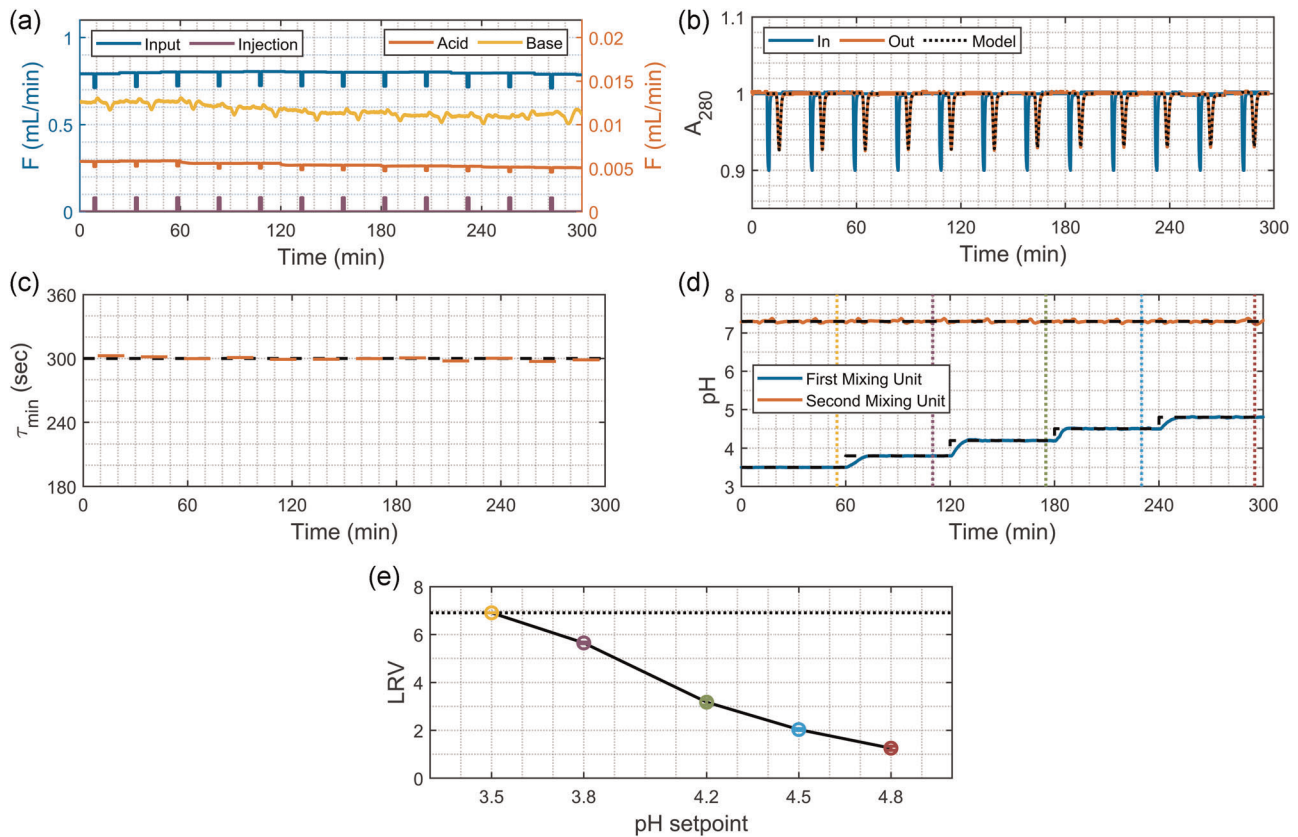 (a)
Input Injection Acid Base
1 0.02
0.015
0.5 0.01
0.005
0 0
F (mL/min)
F (mL/min)
0 60 120 180 240 300
Time (min)
(b)
In Out Model
1.1
1
0.9
A280
0 60 120 180 240 300
Time (min)
(c)
360
300
240
180
τmin (sec)
0 60 120 180 240 300
Time (min)
(d)
8
7
6
5
4
3
pH
First Mixing Unit
Second Mixing Unit
0 60 120 180 240 300
Time (min)
(e)
8
6
4
2
0
LRV
3.5 3.8 4.2 4.5 4.8
pH setpoint